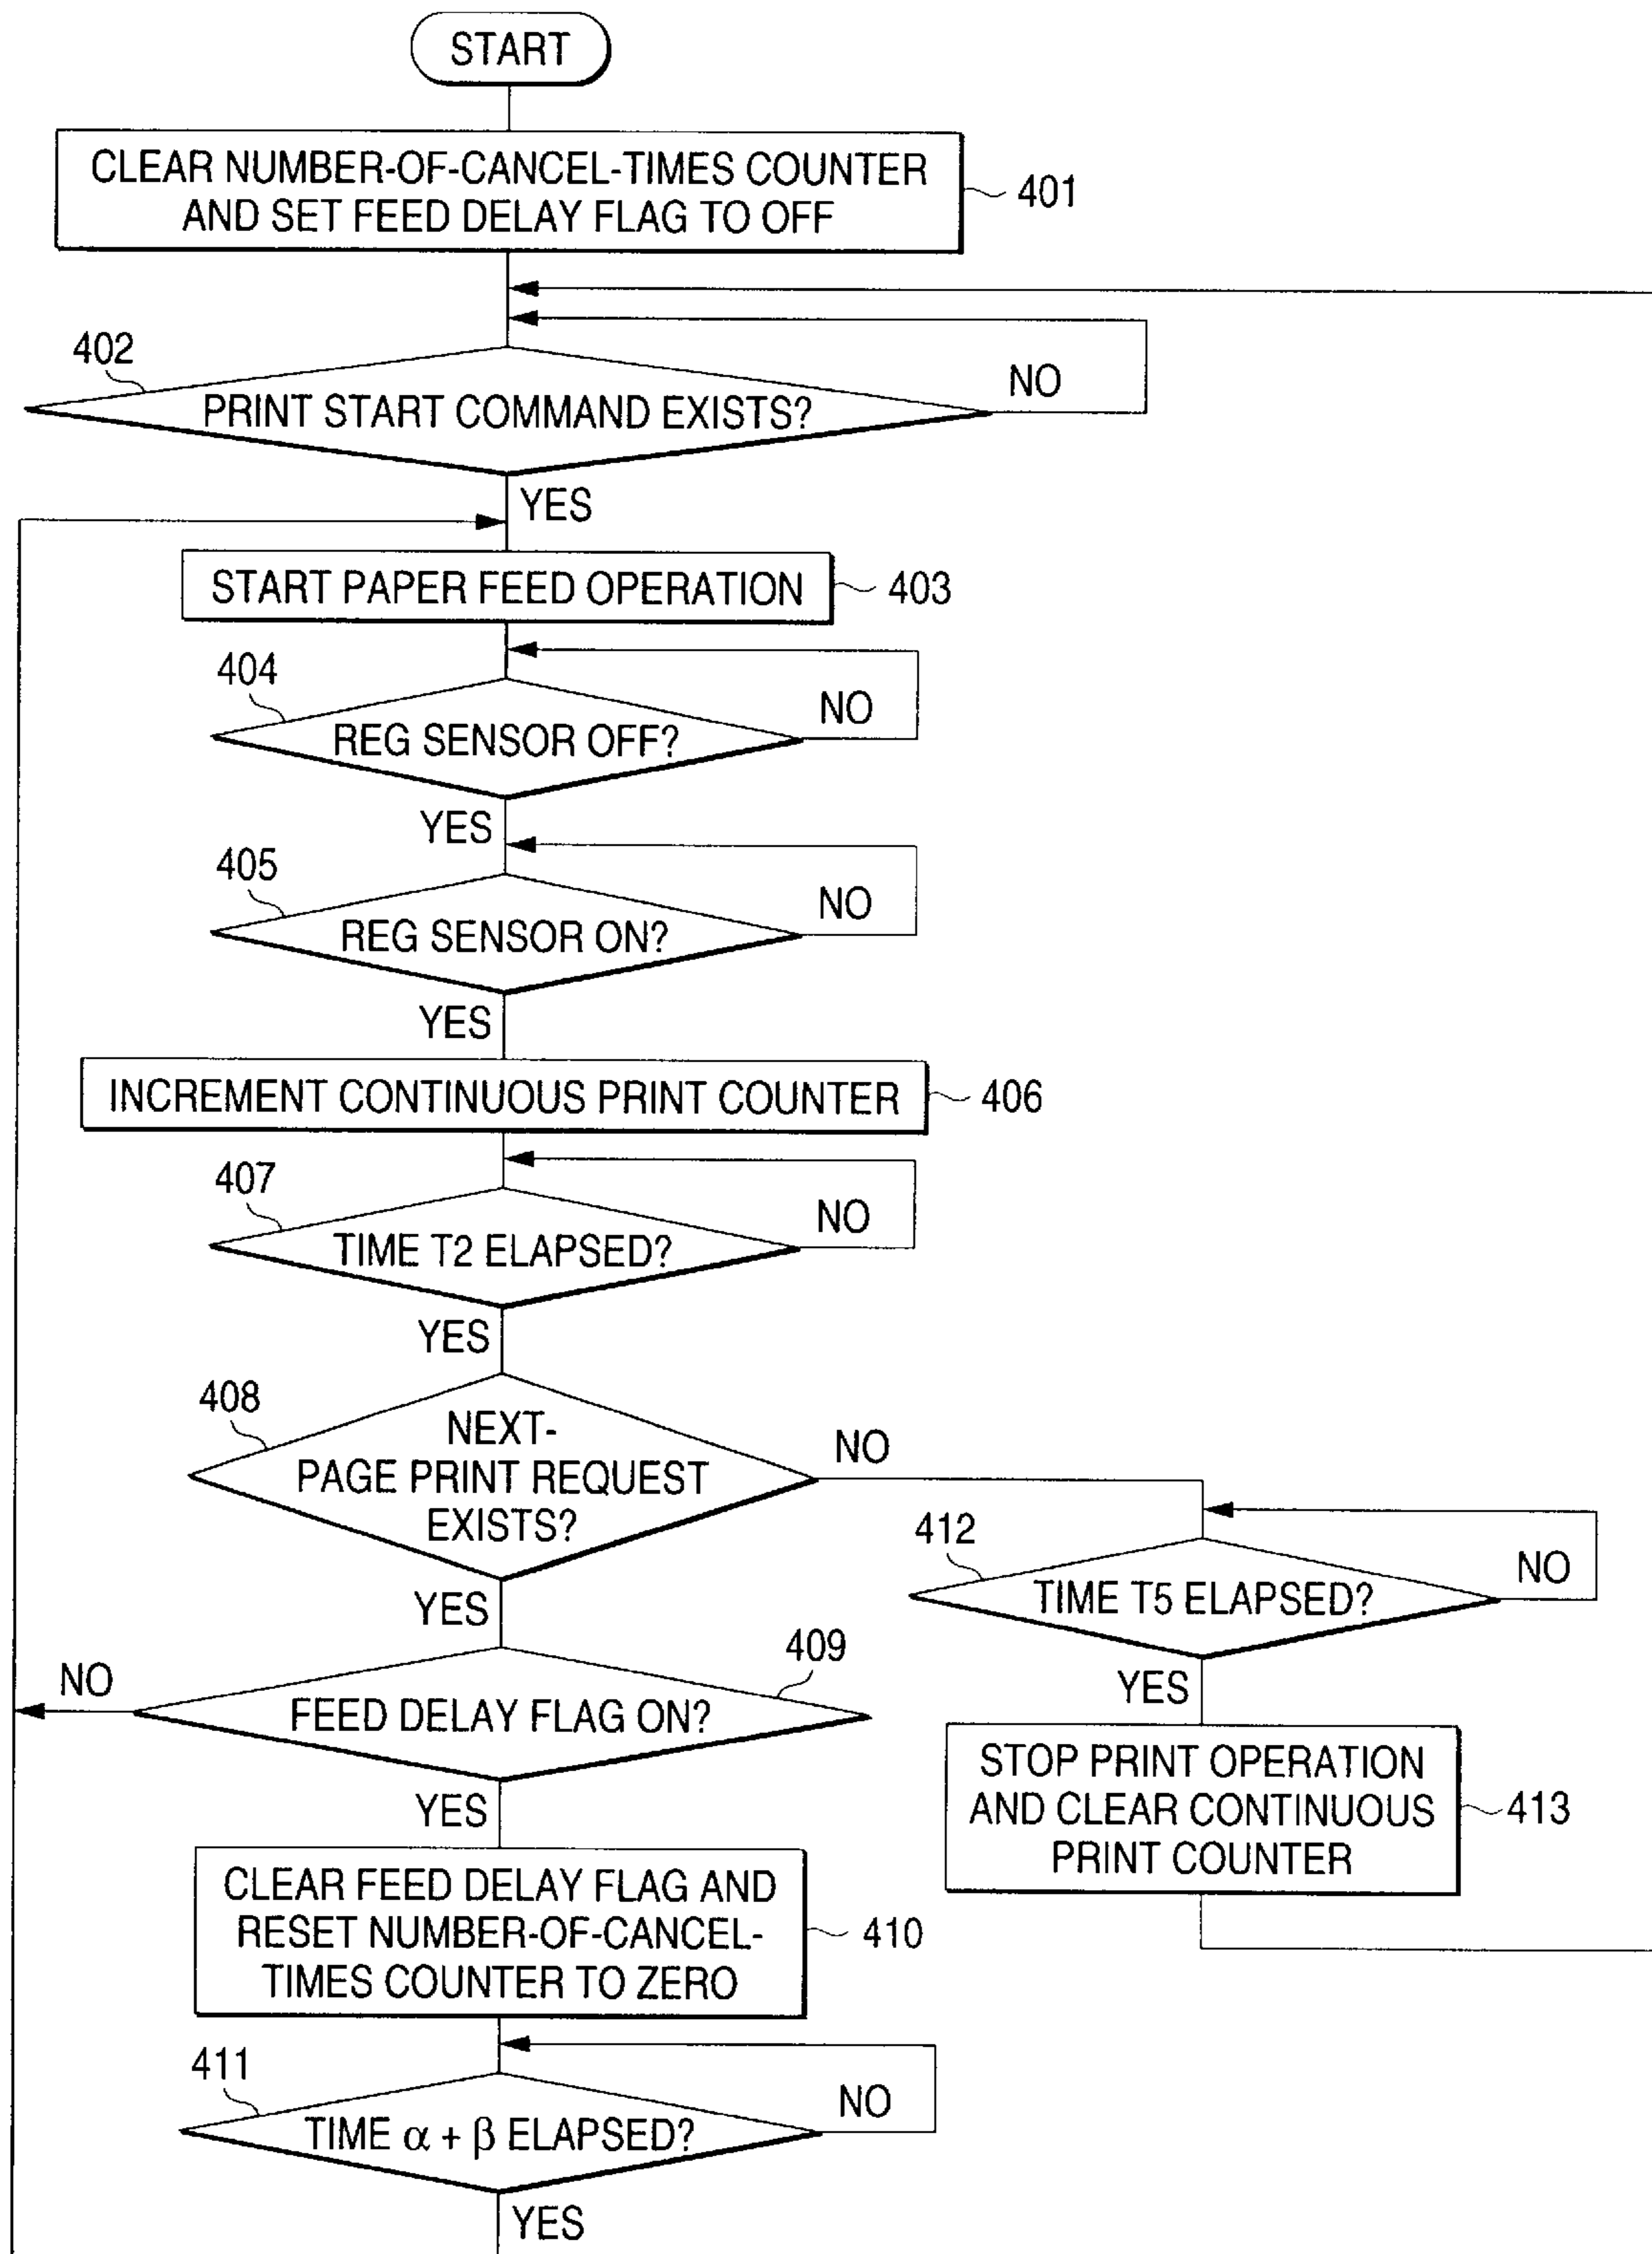 START
CLEAR NUMBER-OF-CANCEL-TIMES COUNTER
AND SET FEED DELAY FLAG TO OFF
401
402
PRINT START COMMAND EXISTS?
NO
YES
START PAPER FEED OPERATION
403
404
REG SENSOR OFF?
NO
YES
405
REG SENSOR ON?
NO
YES
INCREMENT CONTINUOUS PRINT COUNTER
406
407
TIME T2 ELAPSED?
NO
YES
408
NEXT-
PAGE PRINT REQUEST
EXISTS?
NO
YES
412
TIME T5 ELAPSED?
NO
YES
409
FEED DELAY FLAG ON?
NO
YES
STOP PRINT OPERATION
AND CLEAR CONTINUOUS
PRINT COUNTER
413
CLEAR FEED DELAY FLAG AND
RESET NUMBER-OF-CANCEL-
TIMES COUNTER TO ZERO
410
411
TIME α + β ELAPSED?
NO
YES